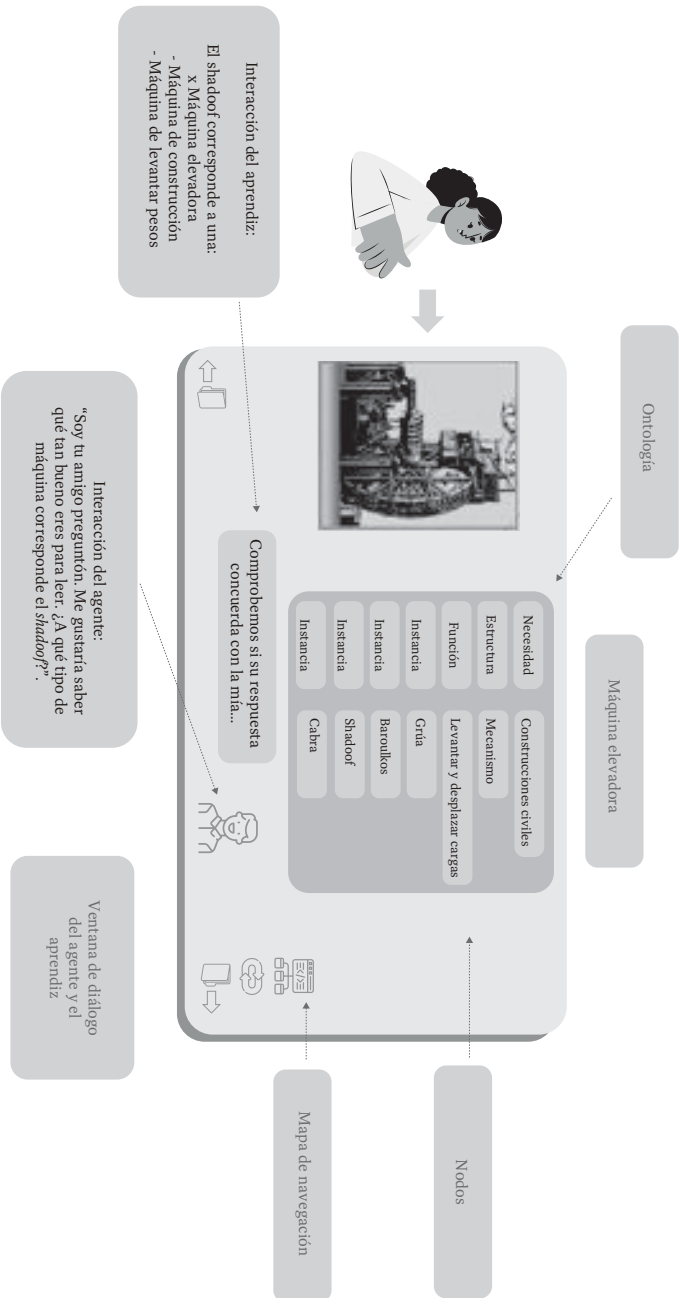 Ontología
Máquina elevadora
Nodos
Necesidad
Construcciones civiles
Estructura
Mecanismo
Función
Levantar y desplazar cargas
Instancia
Grúa
Instancia
Baroulkos
Instancia
Shadoof
Instancia
Cabra
Mapa de navegación
Comprobemos si su respuesta
concuerda con la mía...
Interacción del aprendiz:
El shadoof corresponde a una:
x Máquina elevadora
- Máquina de construcción
- Máquina de levantar pesos
Interacción del agente:
“Soy tu amigo preguntón. Me gustaría saber
qué tan bueno eres para leer. ¿A qué tipo de
máquina corresponde el shadoof?”.
Ventana de diálogo
del agente y el
aprendiz